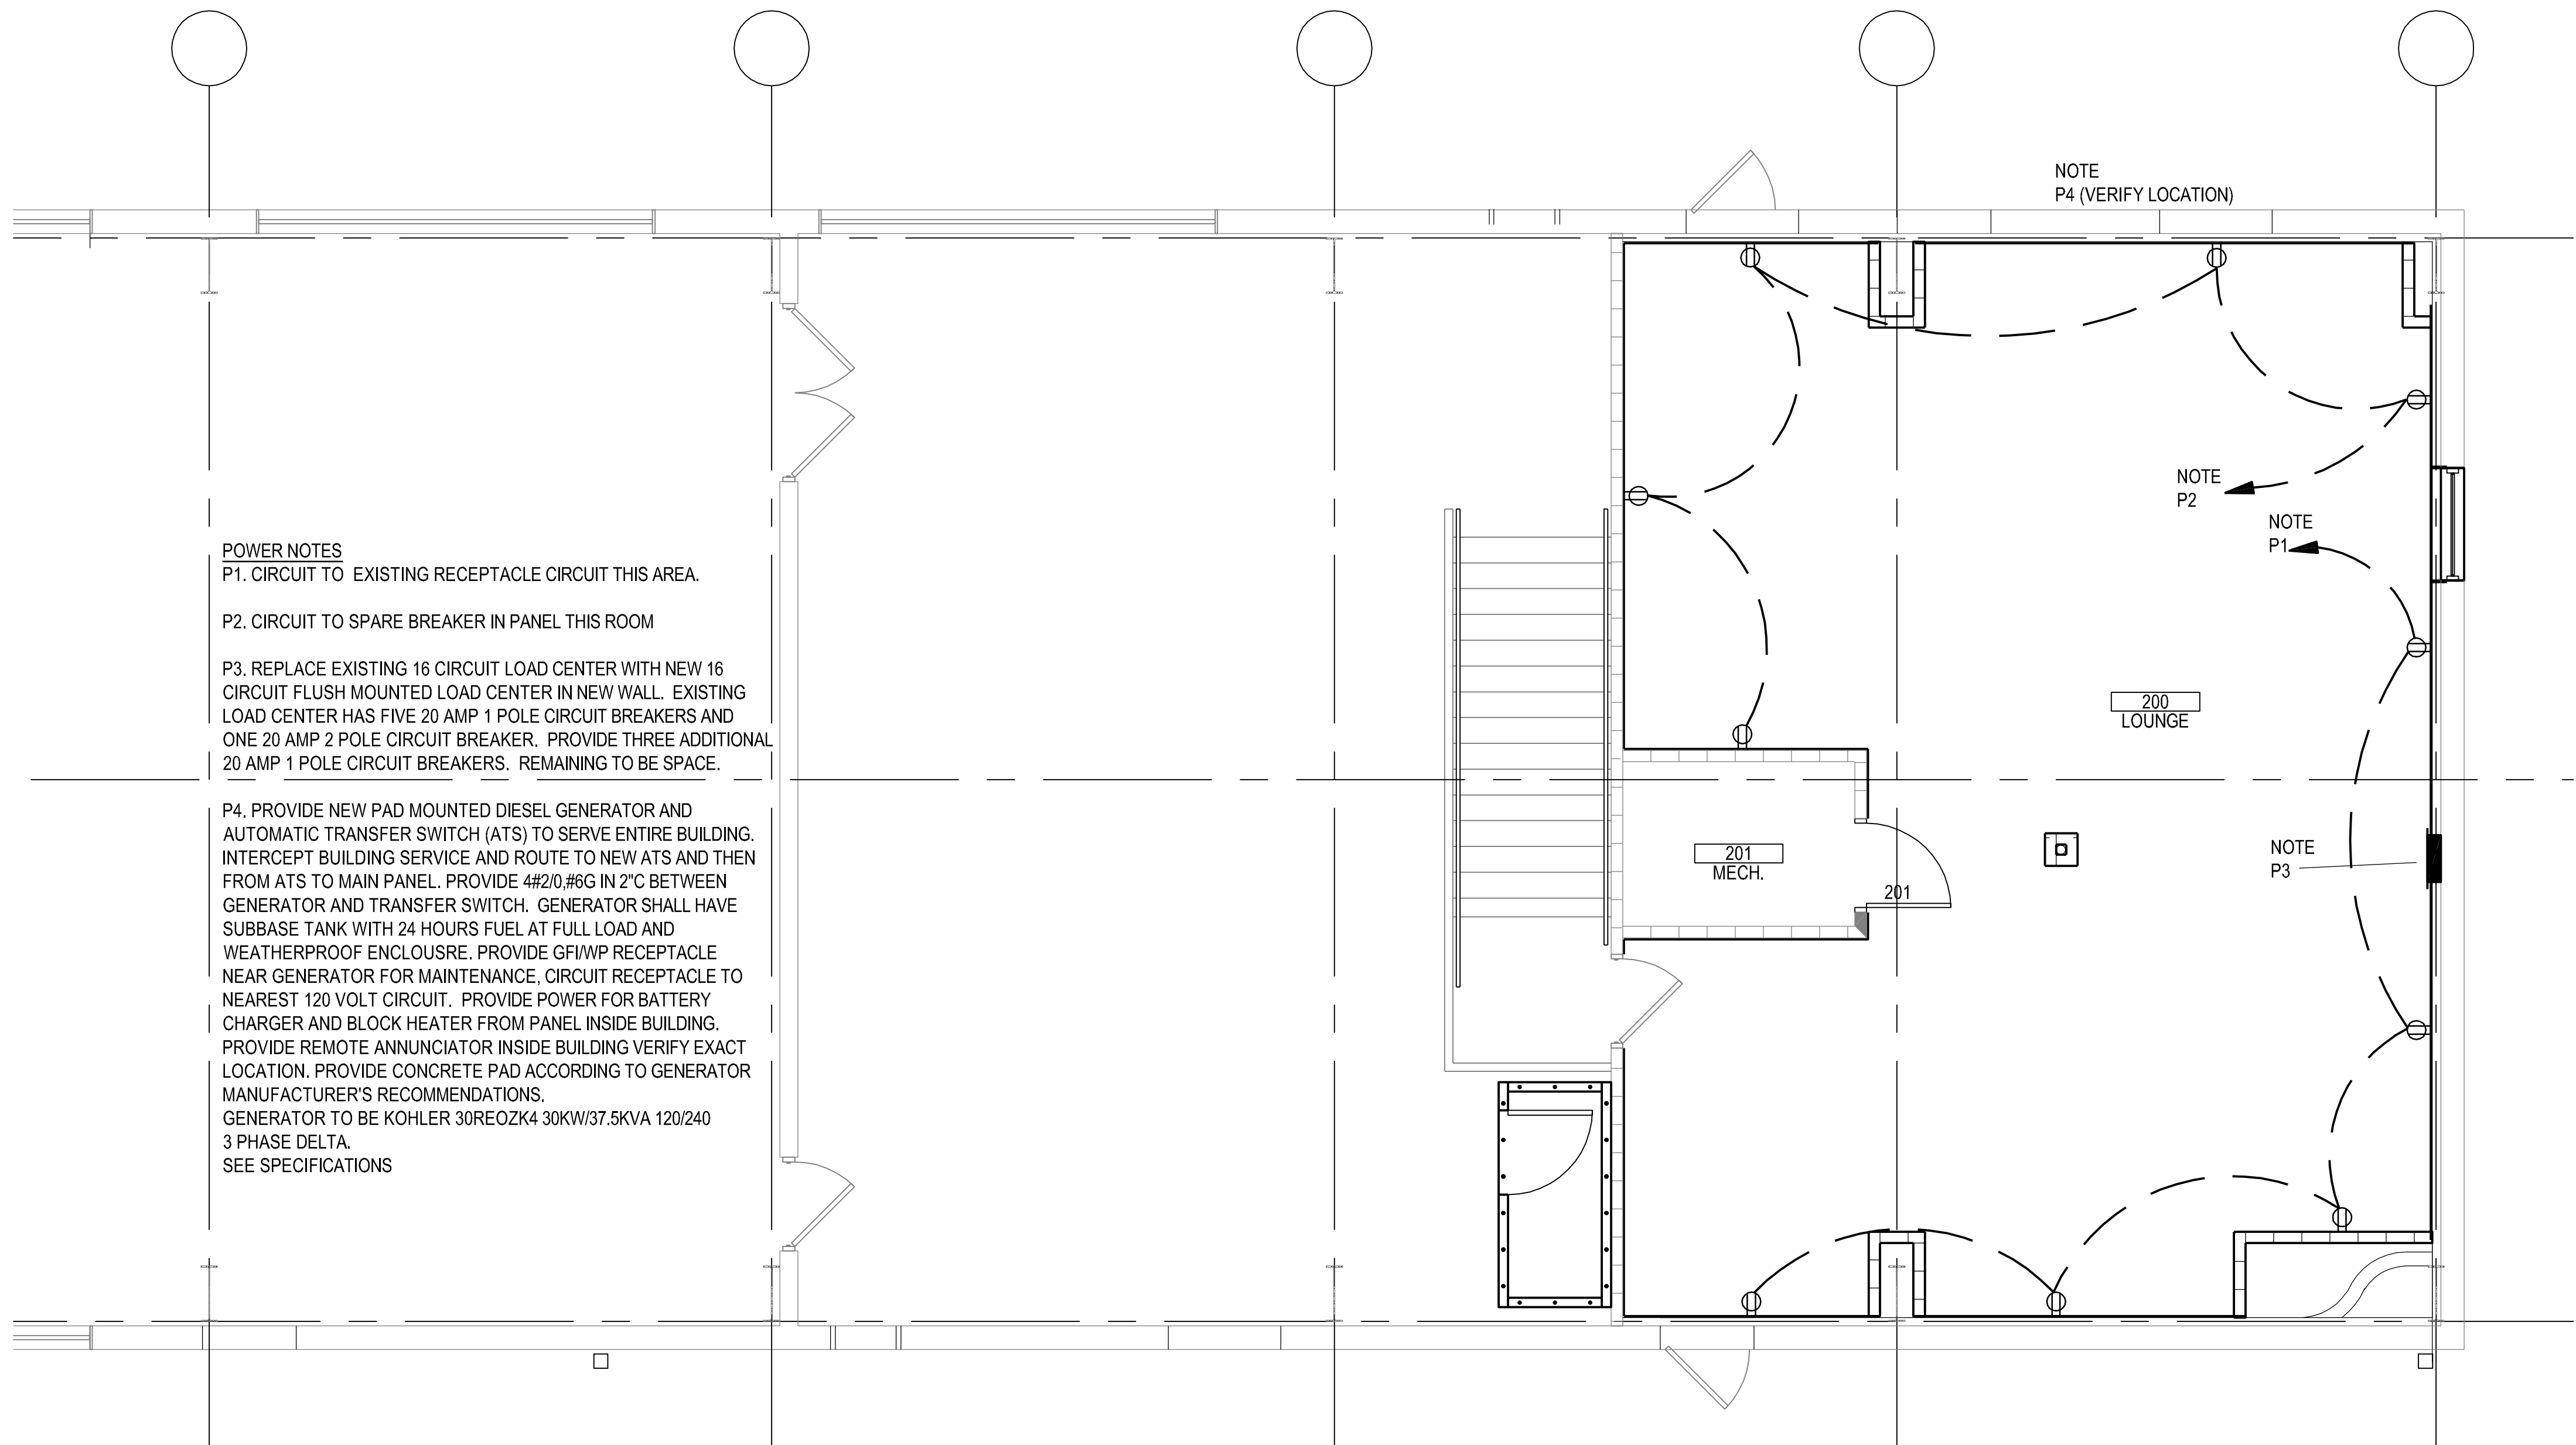 NOTE
P4 (VERIFY LOCATION)
NOTE
P2
NOTE
P1
POWER NOTES
P1. CIRCUIT TO EXISTING RECEPTACLE CIRCUIT THIS AREA.
P2. CIRCUIT TO SPARE BREAKER IN PANEL THIS ROOM
P3. REPLACE EXISTING 16 CIRCUIT LOAD CENTER WITH NEW 16
CIRCUIT FLUSH MOUNTED LOAD CENTER IN NEW WALL. EXISTING
LOAD CENTER HAS FIVE 20 AMP 1 POLE CIRCUIT BREAKERS AND
ONE 20 AMP 2 POLE CIRCUIT BREAKER. PROVIDE THREE ADDITIONAL
20 AMP 1 POLE CIRCUIT BREAKERS. REMAINING TO BE SPACE.
P4. PROVIDE NEW PAD MOUNTED DIESEL GENERATOR AND
AUTOMATIC TRANSFER SWITCH (ATS) TO SERVE ENTIRE BUILDING.
INTERCEPT BUILDING SERVICE AND ROUTE TO NEW ATS AND THEN
FROM ATS TO MAIN PANEL. PROVIDE 4#2/0,#6G IN 2"C BETWEEN
GENERATOR AND TRANSFER SWITCH. GENERATOR SHALL HAVE
SUBBASE TANK WITH 24 HOURS FUEL AT FULL LOAD AND
WEATHERPROOF ENCLOUSRE. PROVIDE GFI/WP RECEPTACLE
NEAR GENERATOR FOR MAINTENANCE, CIRCUIT RECEPTACLE TO
NEAREST 120 VOLT CIRCUIT. PROVIDE POWER FOR BATTERY
CHARGER AND BLOCK HEATER FROM PANEL INSIDE BUILDING.
PROVIDE REMOTE ANNUNCIATOR INSIDE BUILDING VERIFY EXACT
LOCATION. PROVIDE CONCRETE PAD ACCORDING TO GENERATOR
MANUFACTURER'S RECOMMENDATIONS.
GENERATOR TO BE KOHLER 30REOZK4 30KW/37.5KVA 120/240
3 PHASE DELTA.
SEE SPECIFICATIONS
200
LOUNGE
201
MECH.
201
NOTE
P3